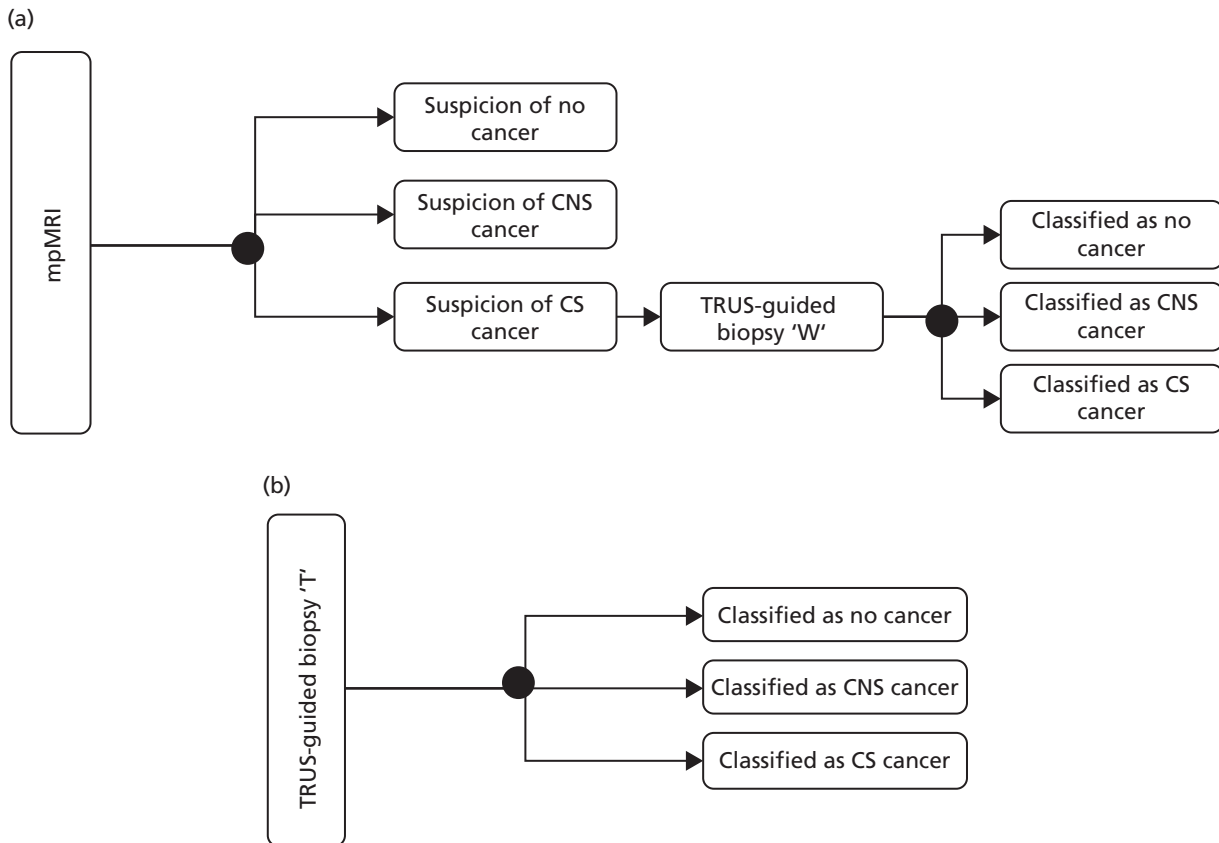 (a)
mpMRI
Suspicion of no
cancer
Suspicion of CNS
cancer
Suspicion of CS
cancer
TRUS-guided
biopsy ‘W‘
Classified as no
cancer
Classified as CNS
cancer
Classified as CS
cancer
(b)
TRUS-guided biopsy ‘T‘
Classified as no cancer
Classified as CNS cancer
Classified as CS cancer